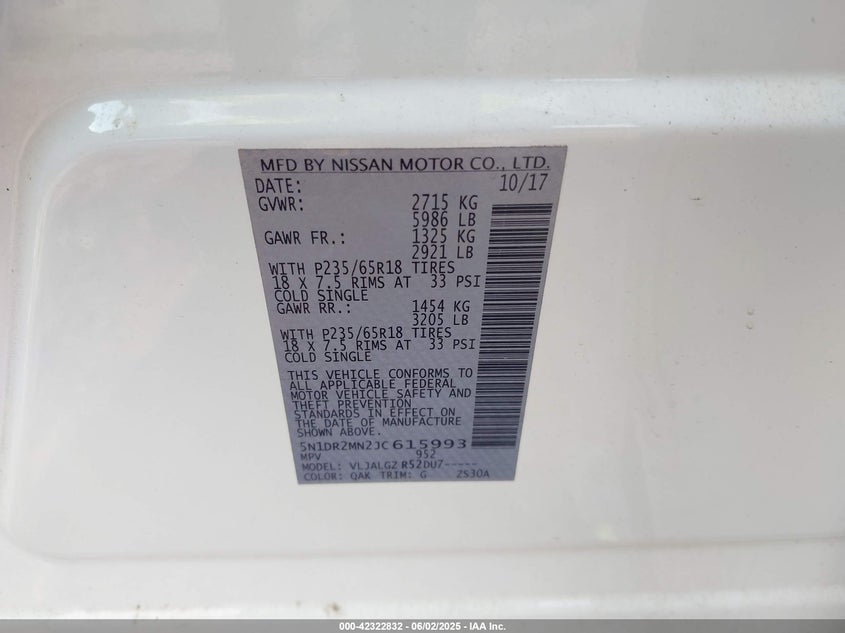 MFD BY NISSAN MOTOR CO., LTD.
DATE: 10/17
GVWR: 2715 KG
5986 LB
GAWR FR.: 1325 KG
2921 LB
WITH P235/65R18 TIRES
18 X 7.5 RIMS AT 33 PSI
COLD SINGLE
GAWR RR.: 1454 KG
3205 LB
WITH P235/65R18 TIRES
18 X 7.5 RIMS AT 33 PSI
COLD SINGLE
THIS VEHICLE CONFORMS TO
ALL APPLICABLE FEDERAL
MOTOR VEHICLE SAFETY AND
THEFT PREVENTION
STANDARDS IN EFFECT ON
THE DATE OF MANUFACTURE
SHOWN ABOVE.
5N1DR2MN2JC615993
MPV 952
MODEL: VLJALGZ R52DU7-----
COLOR: QAK TRIM: G ZS30A
000-42322832 - 06/02/2025 - IAA Inc.